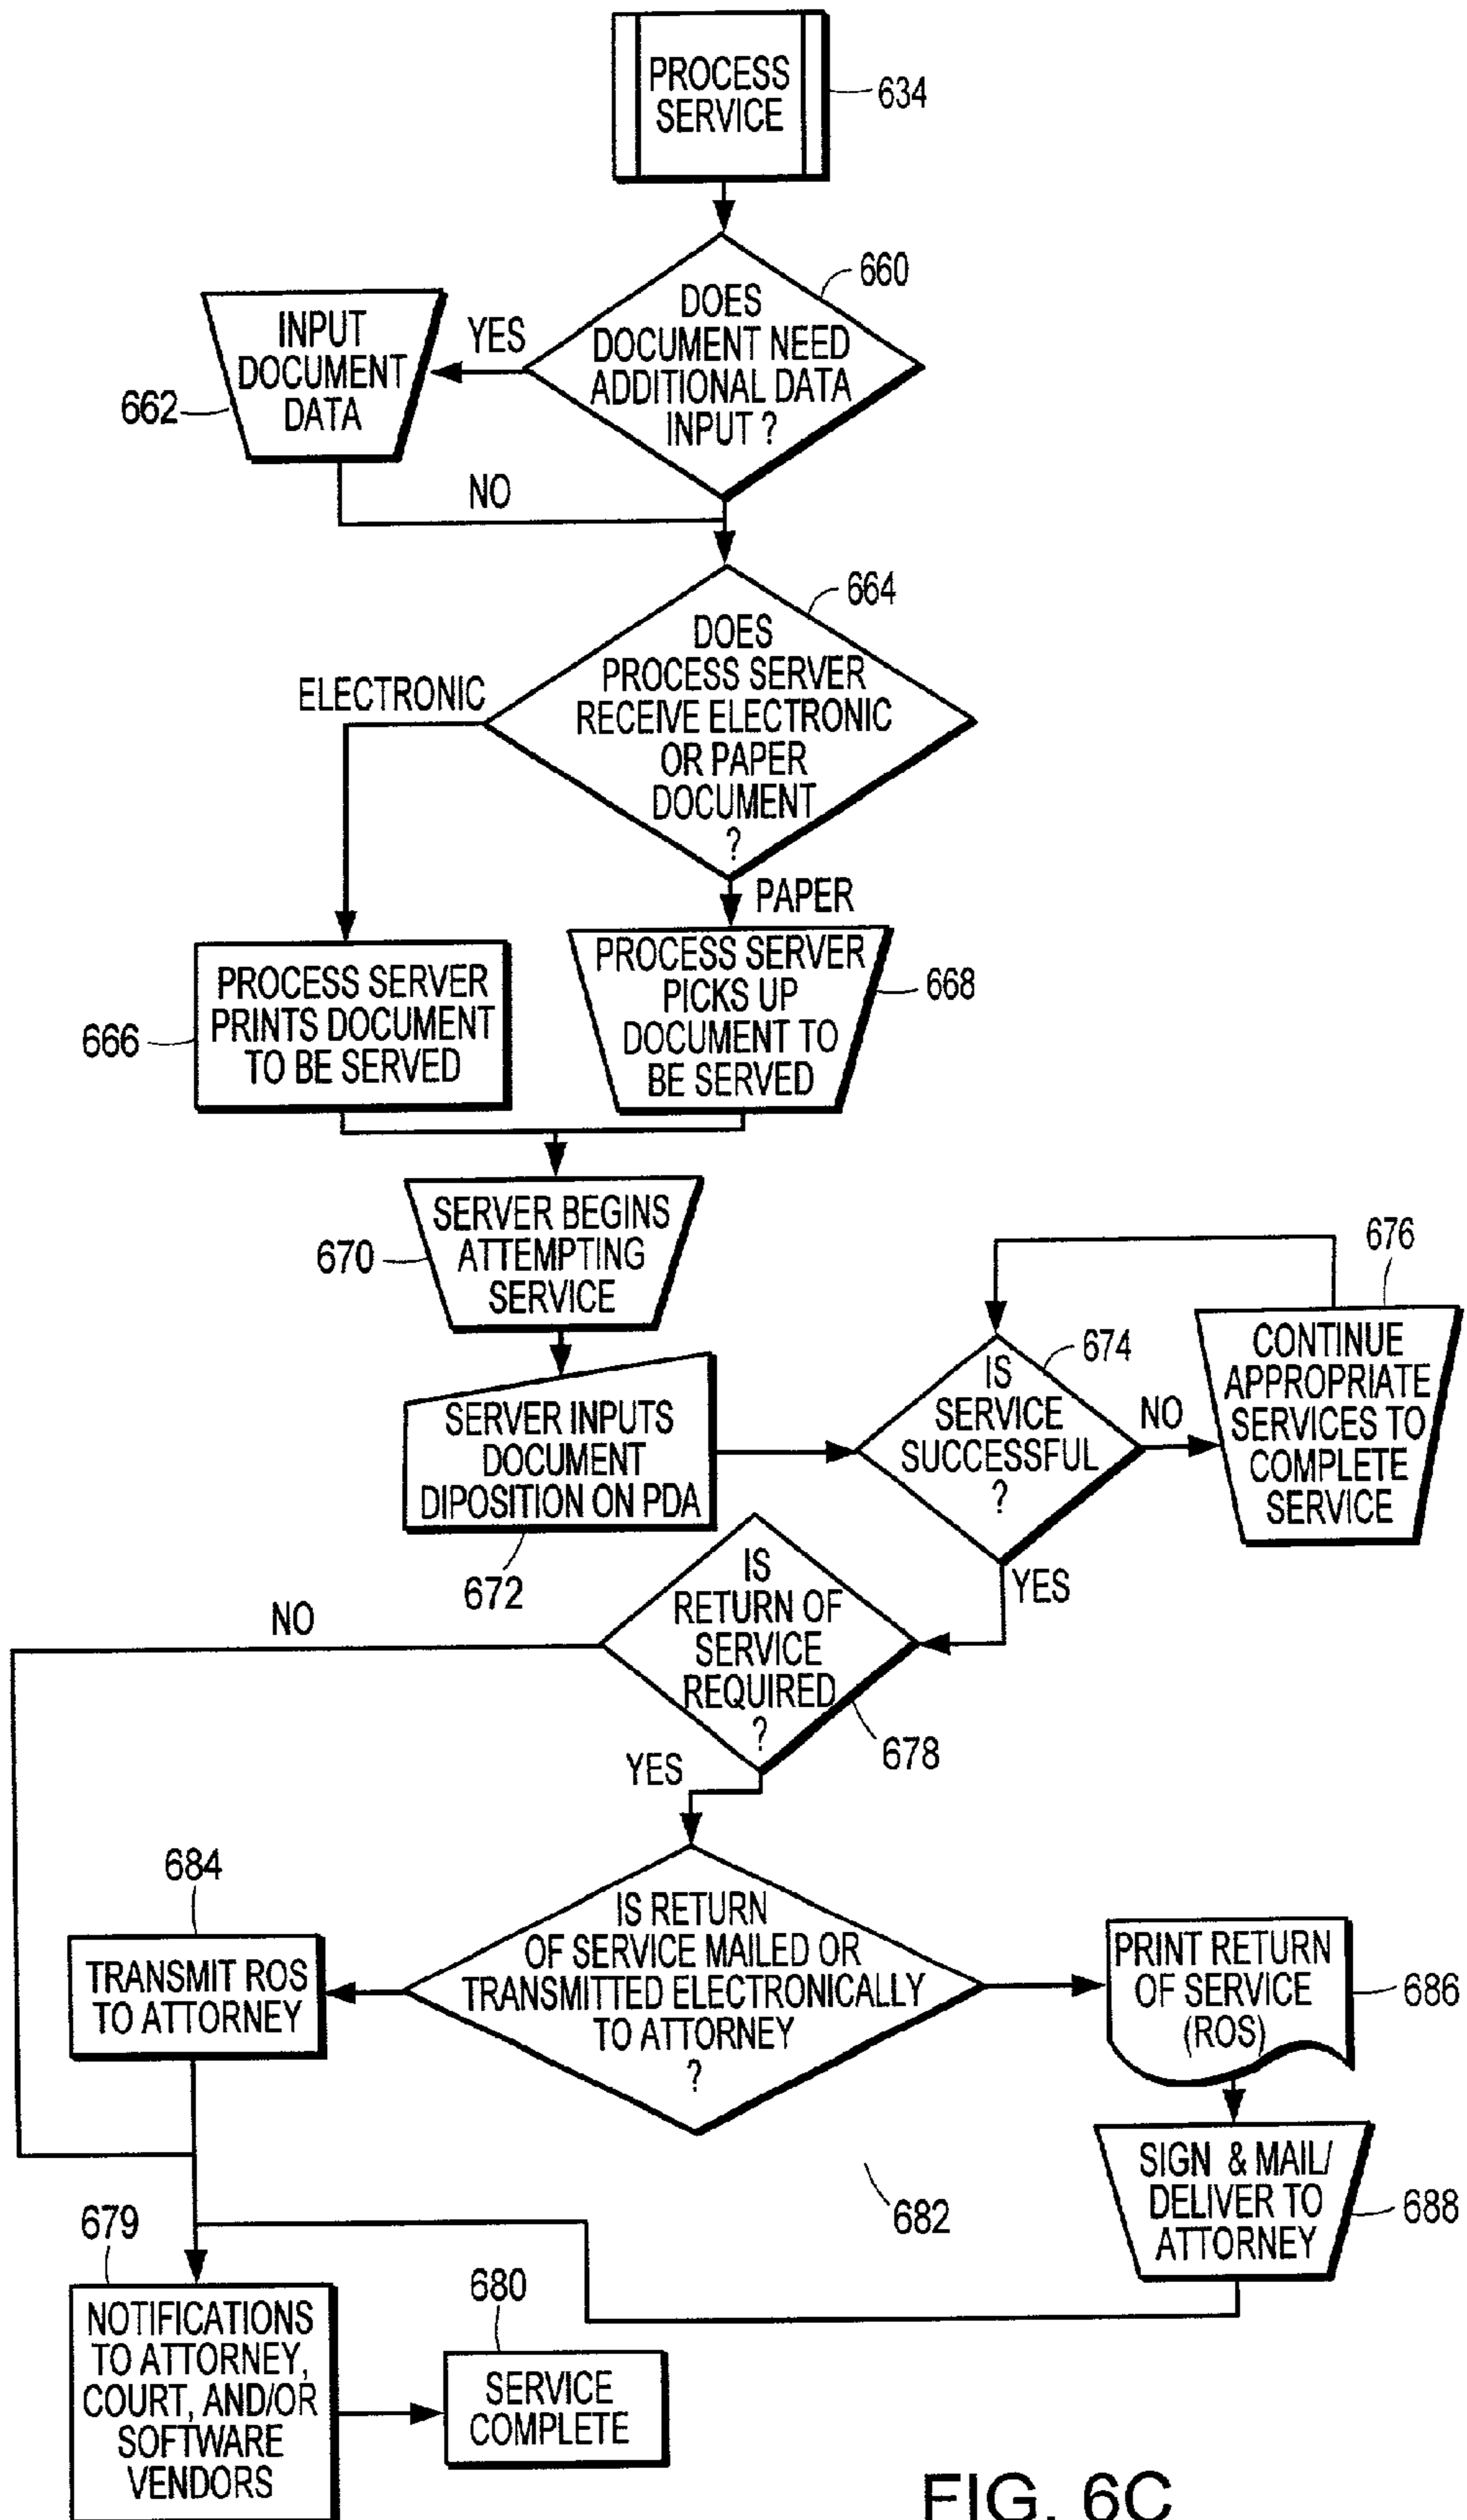 PROCESS
SERVICE
634
660
DOES
DOCUMENT NEED
ADDITIONAL DATA
INPUT ?
YES
INPUT
DOCUMENT
DATA
662
NO
664
DOES
PROCESS SERVER
RECEIVE ELECTRONIC
OR PAPER
DOCUMENT
?
ELECTRONIC
PAPER
PROCESS SERVER
PRINTS DOCUMENT
TO BE SERVED
666
PROCESS SERVER
PICKS UP
DOCUMENT TO
BE SERVED
668
SERVER BEGINS
ATTEMPTING
SERVICE
670
SERVER INPUTS
DOCUMENT
DIPOSITION ON PDA
672
IS
SERVICE
SUCCESSFUL
?
674
NO
676
CONTINUE
APPROPRIATE
SERVICES TO
COMPLETE
SERVICE
YES
IS
RETURN OF
SERVICE
REQUIRED
?
678
NO
YES
684
TRANSMIT ROS
TO ATTORNEY
IS RETURN
OF SERVICE MAILED OR
TRANSMITTED ELECTRONICALLY
TO ATTORNEY
?
682
PRINT RETURN
OF SERVICE
(ROS)
686
SIGN & MAIL/
DELIVER TO
ATTORNEY
688
679
NOTIFICATIONS
TO ATTORNEY,
COURT, AND/OR
SOFTWARE
VENDORS
680
SERVICE
COMPLETE
FIG. 6C